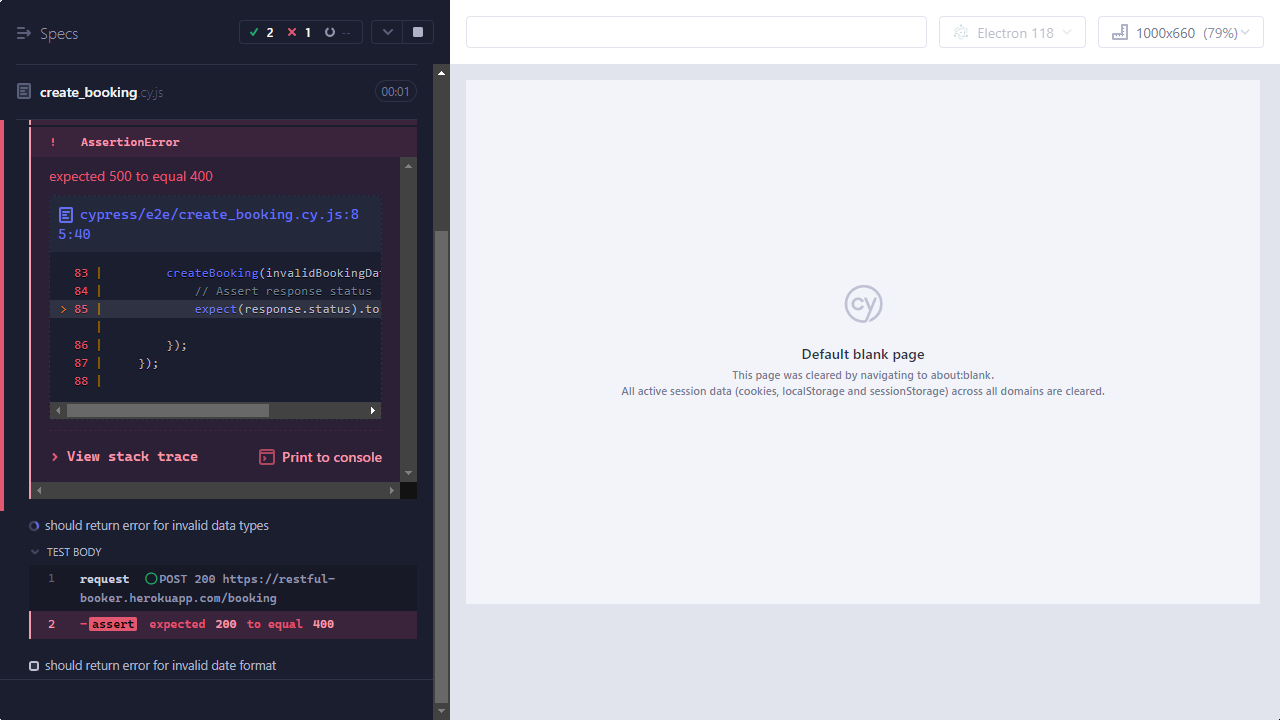 Specs
2
1
--
create_booking cy.js
00:01
! AssertionError
expected 500 to equal 400
cypress/e2e/create_booking.cy.js:8
5:40
83 | createBooking(invalidBookingDat
84 | // Assert response status
> 85 | expect(response.status).to
|
86 | });
87 | });
88 |
> View stack trace
Print to console
should return error for invalid data types
TEST BODY
1 request POST 200 https://restful-
booker.herokuapp.com/booking
2 -assert expected 200 to equal 400
should return error for invalid date format
Electron 118
1000x660 (79%)
cy
Default blank page
This page was cleared by navigating to about:blank.
All active session data (cookies, localStorage and sessionStorage) across all domains are cleared.